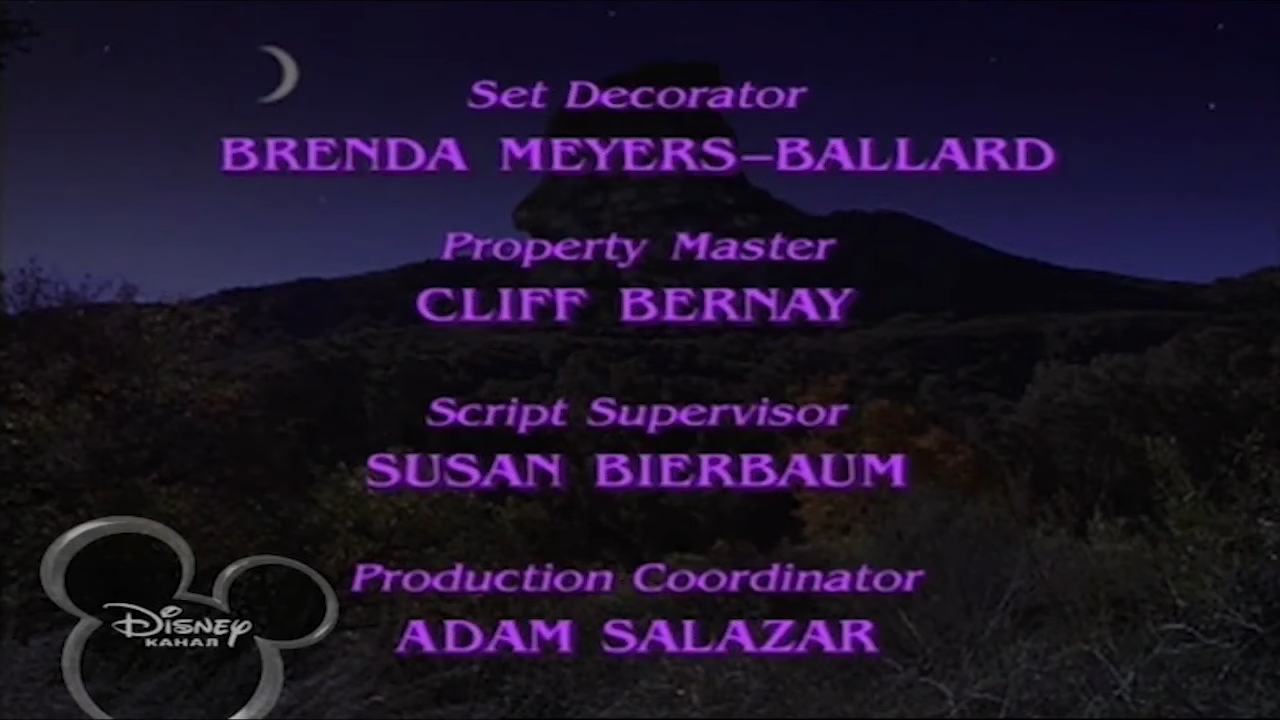 Set Decorator
BRENDA MEYERS-BALLARD
Property Master
CLIFF BERNAY
Script Supervisor
SUSAN BIERBAUM
Production Coordinator
ADAM SALAZAR
Disney
КАНАЛ